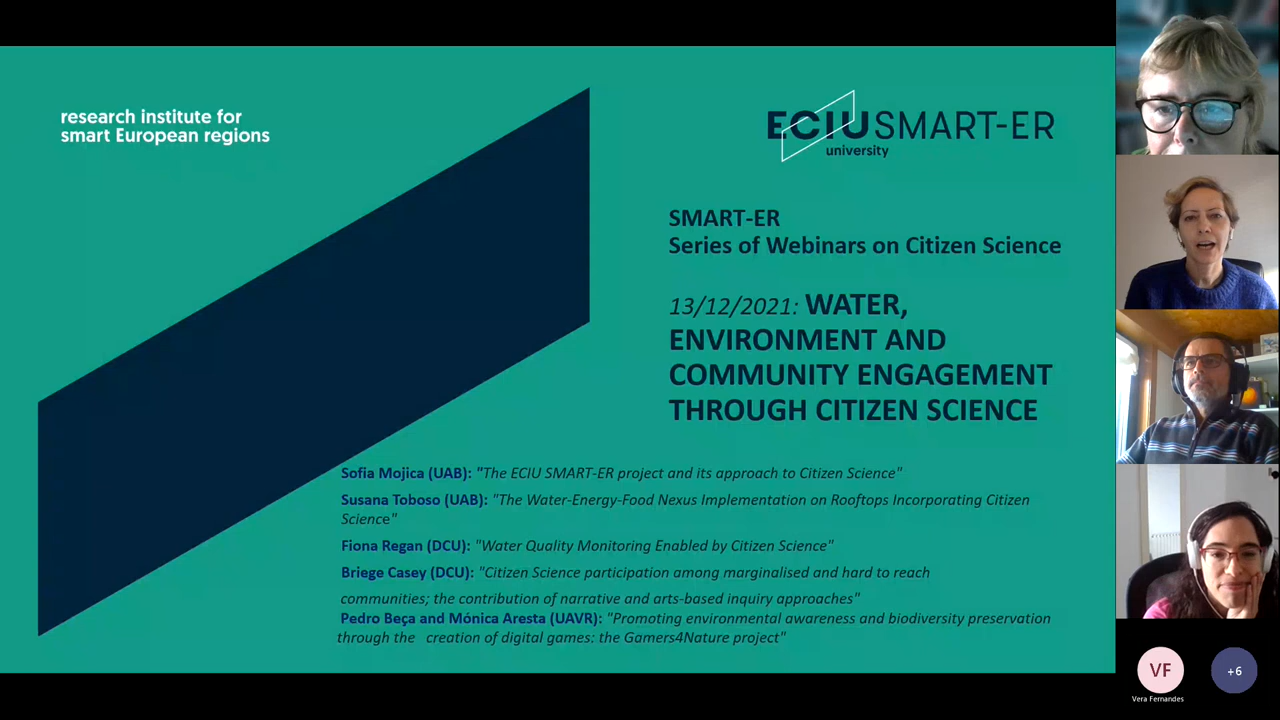 research institute for
smart European regions
ECIU SMART-ER
university
SMART-ER
Series of Webinars on Citizen Science
13/12/2021: WATER,
ENVIRONMENT AND
COMMUNITY ENGAGEMENT
THROUGH CITIZEN SCIENCE
Sofia Mojica (UAB): "The ECIU SMART-ER project and its approach to Citizen Science"
Susana Toboso (UAB): "The Water-Energy-Food Nexus Implementation on Rooftops Incorporating Citizen
Science"
Fiona Regan (DCU): "Water Quality Monitoring Enabled by Citizen Science"
Briege Casey (DCU): "Citizen Science participation among marginalised and hard to reach
communities; the contribution of narrative and arts-based inquiry approaches"
Pedro Beça and Mónica Aresta (UAVR): "Promoting environmental awareness and biodiversity preservation
through the creation of digital games: the Gamers4Nature project"
VF
+6
Vera Fernandes